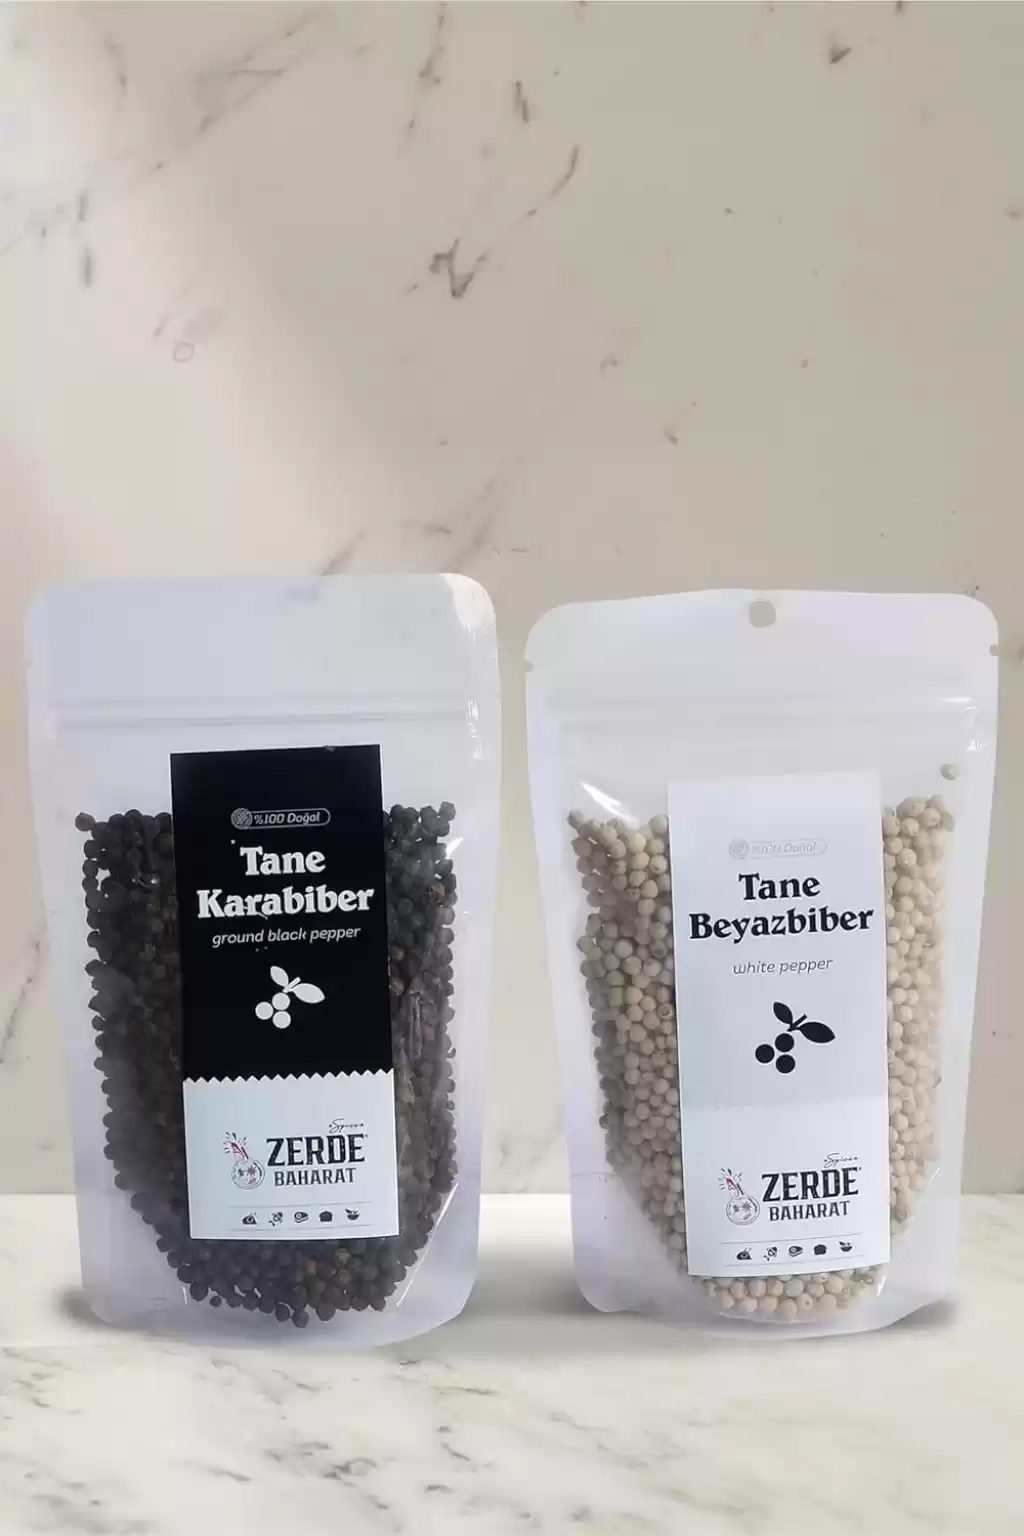 %100 Doğal
Tane
Karabiber
ground black pepper
Spices
ZERDE
BAHARAT
%100 Doğal
Tane
Beyazbiber
white pepper
Spices
ZERDE
BAHARAT